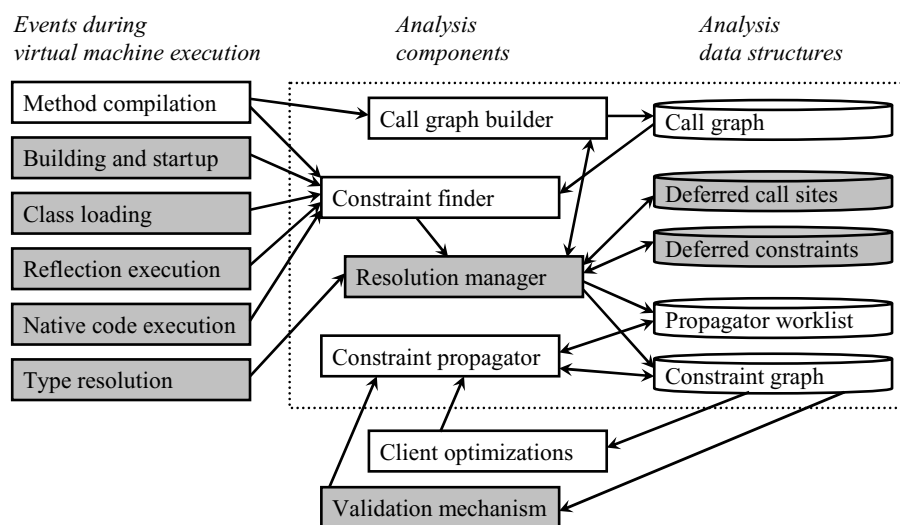 Events during
virtual machine execution
Analysis
components
Analysis
data structures
Method compilation
Building and startup
Class loading
Reflection execution
Native code execution
Type resolution
Call graph builder
Constraint finder
Resolution manager
Constraint propagator
Client optimizations
Validation mechanism
Call graph
Deferred call sites
Deferred constraints
Propagator worklist
Constraint graph